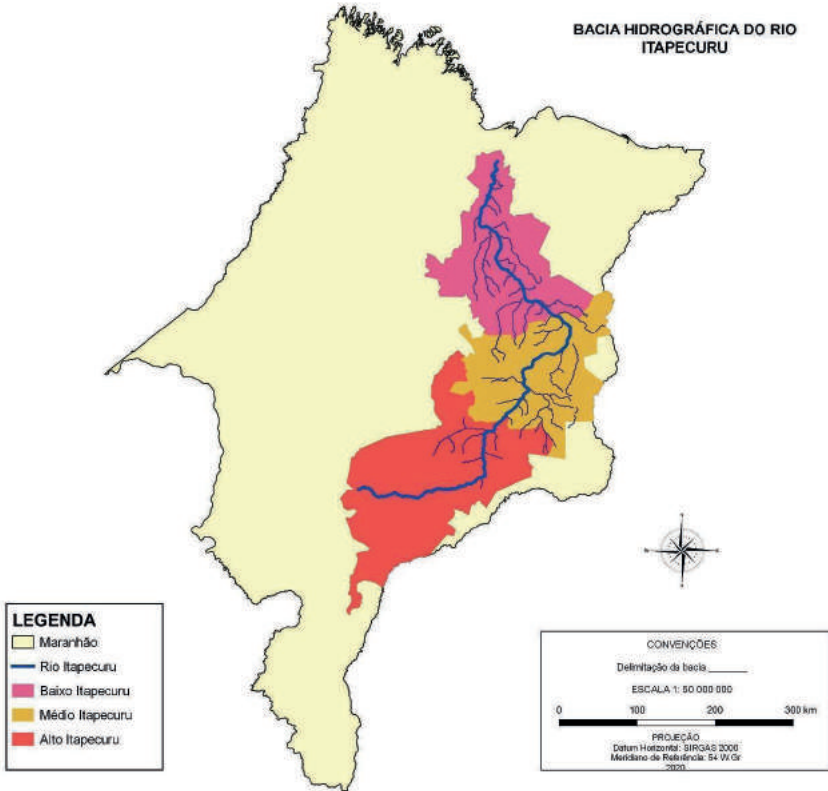 BACIA HIDROGRÁFICA DO RIO
ITAPECURU
LEGENDA
Maranhão
Rio Itapecuru
Baixo Itapecuru
Médio Itapecuru
Alto Itapecuru
CONVENÇÕES
Delimitação da bacia
ESCALA 1: 50 000 000
0 100 200 300 km
PROJEÇÃO
Datum Horizontal: SIRGAS 2000
Meridiano de Referência: 54 W.Gr
2020